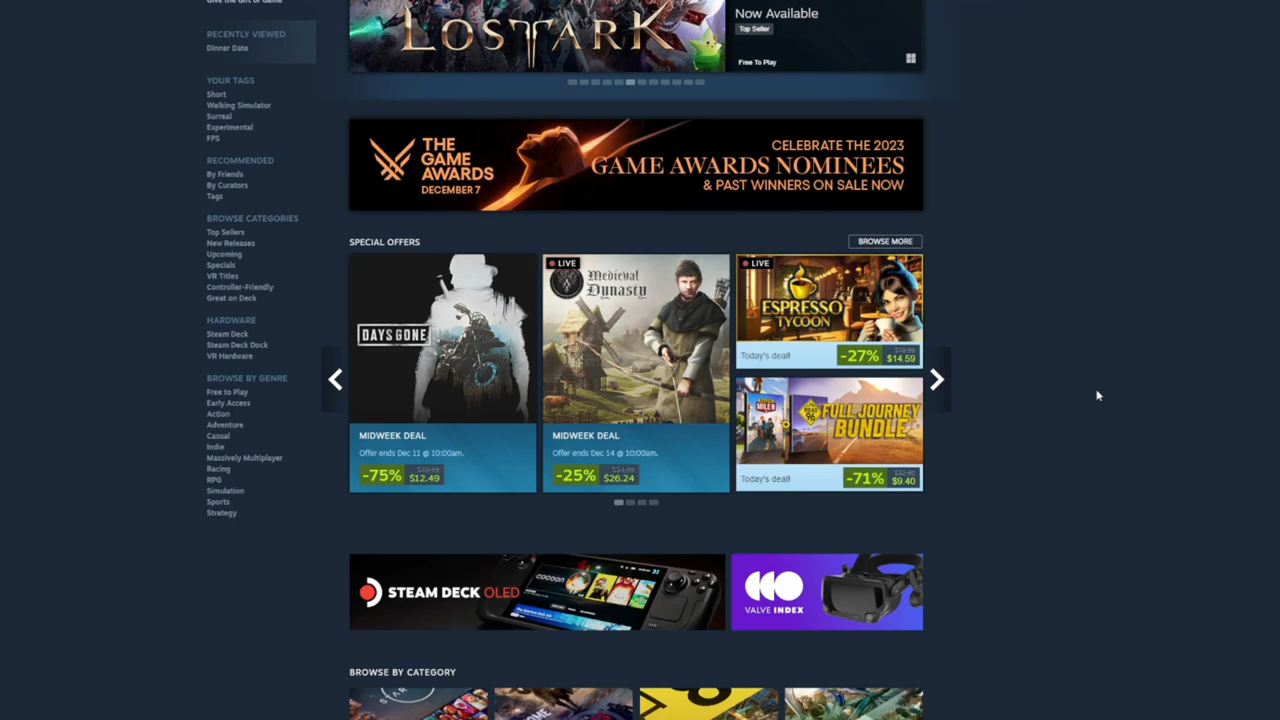 Give the Gift of Game
RECENTLY VIEWED
Dinner Date
YOUR TAGS
Short
Walking Simulator
Surreal
Experimental
FPS
RECOMMENDED
By Friends
By Curators
Tags
BROWSE CATEGORIES
Top Sellers
New Releases
Upcoming
Specials
VR Titles
Controller-Friendly
Great on Deck
HARDWARE
Steam Deck
Steam Deck Dock
VR Hardware
BROWSE BY GENRE
Free to Play
Early Access
Action
Adventure
Casual
Indie
Massively Multiplayer
Racing
RPG
Simulation
Sports
Strategy
LOST ARK
Now Available
Top Seller
Free To Play
THE
GAME
AWARDS
DECEMBER 7
CELEBRATE THE 2023
GAME AWARDS NOMINEES
& PAST WINNERS ON SALE NOW
SPECIAL OFFERS
BROWSE MORE
DAYS GONE
MIDWEEK DEAL
Offer ends Dec 11 @ 10:00am.
-75%
$12.49
LIVE
Medieval
Dynasty
MIDWEEK DEAL
Offer ends Dec 14 @ 10:00am.
-25%
$26.24
LIVE
ESPRESSO
TYCOON
Today's deal!
-27%
$14.59
FULL JOURNEY
BUNDLE
Today's deal!
-71%
$9.40
STEAM DECK OLED
COCOON
VALVE INDEX
BROWSE BY CATEGORY